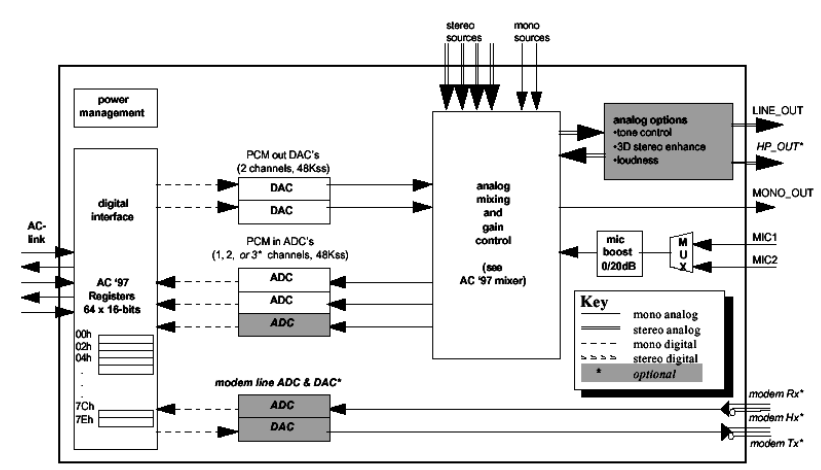 stereo
sources
mono
sources
power
management
analog options
•tone control
•3D stereo enhance
•loudness
LINE_OUT
HP_OUT*
PCM out DAC's
(2 channels, 48Kss)
DAC
DAC
digital
interface
analog
mixing
and
gain
control
(see
AC '97 mixer)
MONO_OUT
AC-
link
PCM in ADC's
(1, 2, or 3* channels, 48Kss)
ADC
ADC
ADC
mic
boost
0/20dB
M
U
X
MIC1
MIC2
AC '97
Registers
64 x 16-bits
00h
02h
04h
.
.
.
7Ch
7Eh
Key
mono analog
stereo analog
mono digital
stereo digital
* optional
modem line ADC & DAC*
ADC
DAC
modem Rx*
modem Hx*
modem Tx*